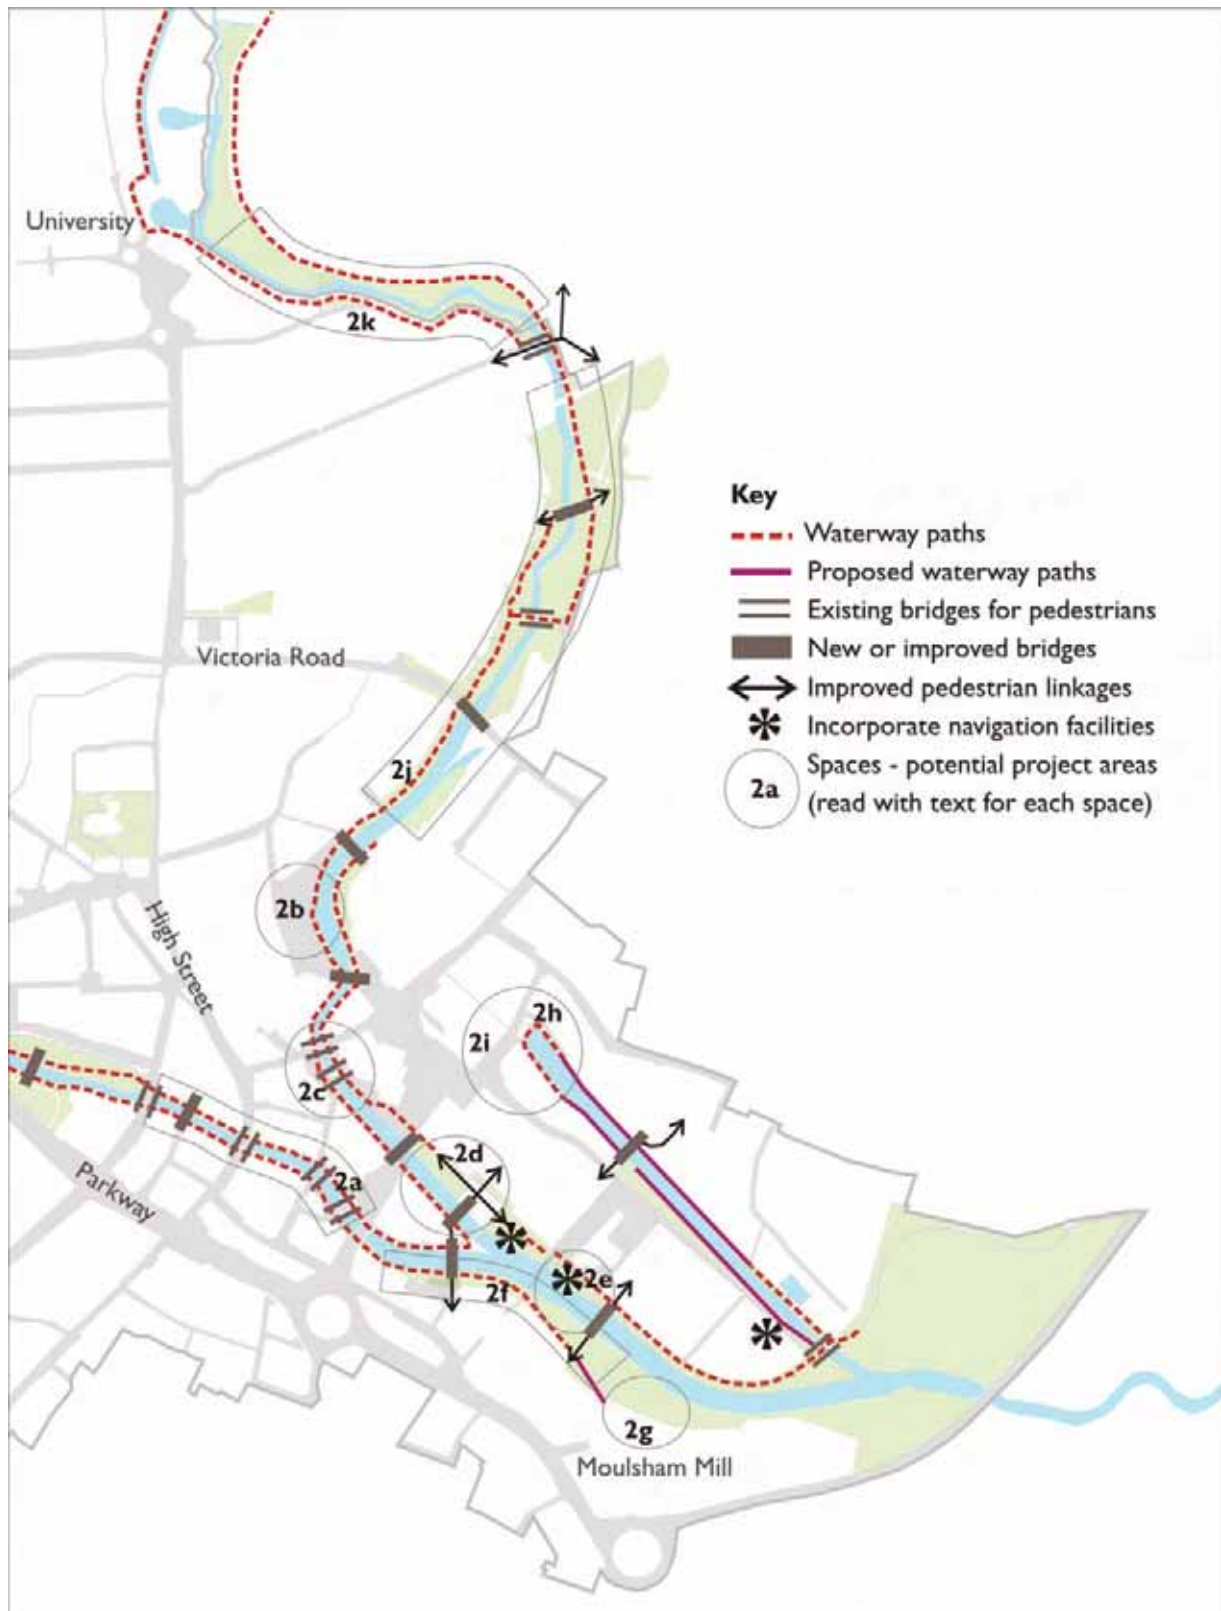 University
2k
Key
Waterway paths
Proposed waterway paths
Existing bridges for pedestrians
New or improved bridges
Improved pedestrian linkages
Incorporate navigation facilities
2a
Spaces - potential project areas
(read with text for each space)
Victoria Road
2j
2b
High Street
2h
2i
2c
2d
2a
Parkway
2e
2f
2g
Moulsham Mill